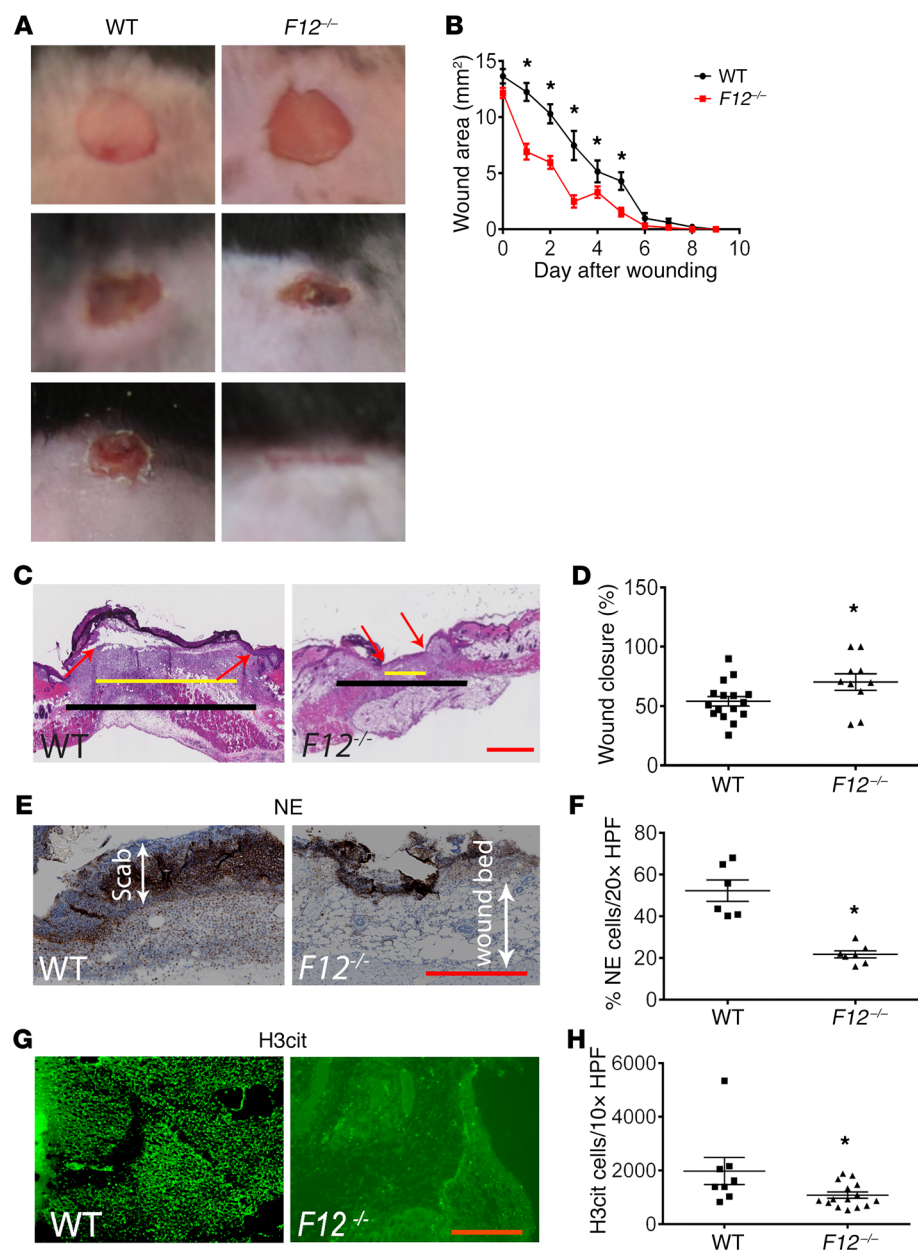 A
WT
F12–/–
B
15
10
5
0
Wound area (mm²)
* * * * *
WT
F12–/–
0 2 4 6 8 10
Day after wounding
C
WT
F12-/-
D
150
100
50
0
Wound closure (%)
*
WT
F12–/–
E
NE
Scab
WT
wound bed
F12-/-
F
80
60
40
20
0
% NE cells/20× HPF
*
WT
F12–/–
G
H3cit
WT
F12 -/-
H
6000
4000
2000
0
H3cit cells/10× HPF
*
WT
F12–/–